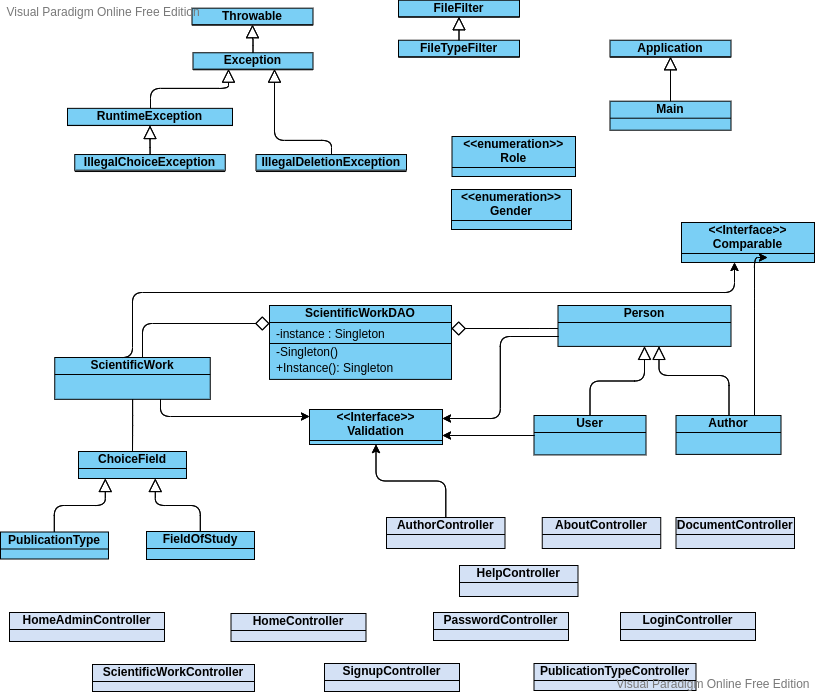 Visual Paradigm Online Free Edition
Throwable
FileFilter
Exception
FileTypeFilter
Application
RuntimeException
Main
IllegalChoiceException
IllegalDeletionException
<<enumeration>>
Role
<<enumeration>>
Gender
<<Interface>>
Comparable
ScientificWorkDAO
-instance : Singleton
-Singleton()
+Instance(): Singleton
Person
ScientificWork
<<Interface>>
Validation
User
Author
ChoiceField
PublicationType
FieldOfStudy
AuthorController
AboutController
DocumentController
HelpController
HomeAdminController
HomeController
PasswordController
LoginController
ScientificWorkController
SignupController
PublicationTypeController
Visual Paradigm Online Free Edition